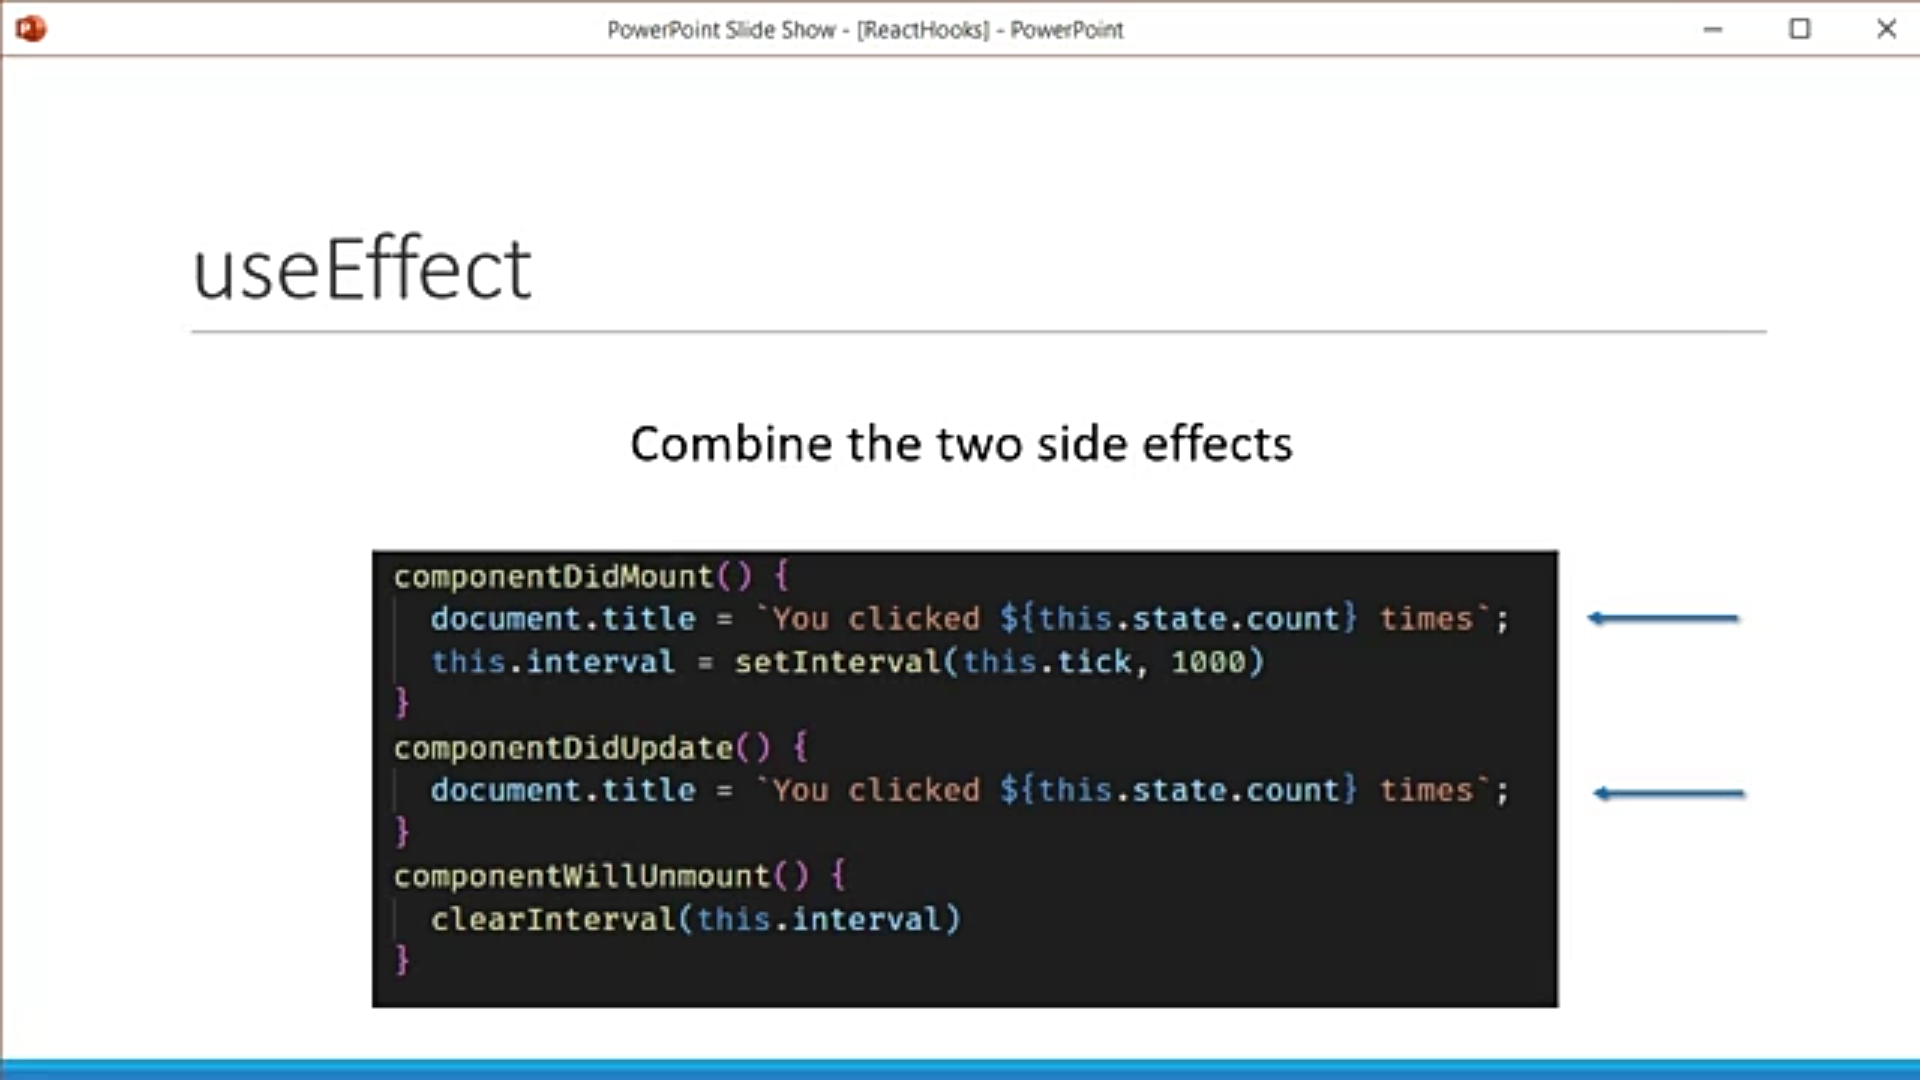 PowerPoint Slide Show - [ReactHooks] - PowerPoint
useEffect
Combine the two side effects
componentDidMount() {
document.title = `You clicked ${this.state.count} times`;
this.interval = setInterval(this.tick, 1000)
}
componentDidUpdate() {
document.title = `You clicked ${this.state.count} times`;
}
componentWillUnmount() {
clearInterval(this.interval)
}